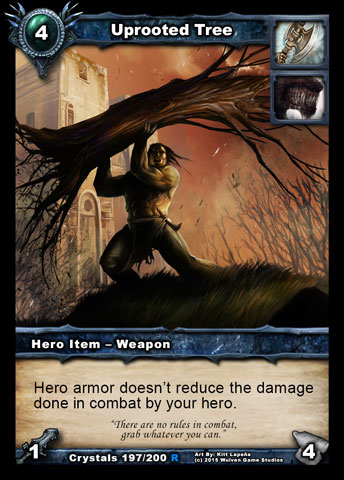 4
Uprooted Tree
Hero Item – Weapon
Hero armor doesn't reduce the damage
done in combat by your hero.
"There are no rules in combat,
grab whatever you can.
1
Crystals 197/200 R
Art By: Kitt Lapeña
(c) 2015 Wulven Game Studios
4